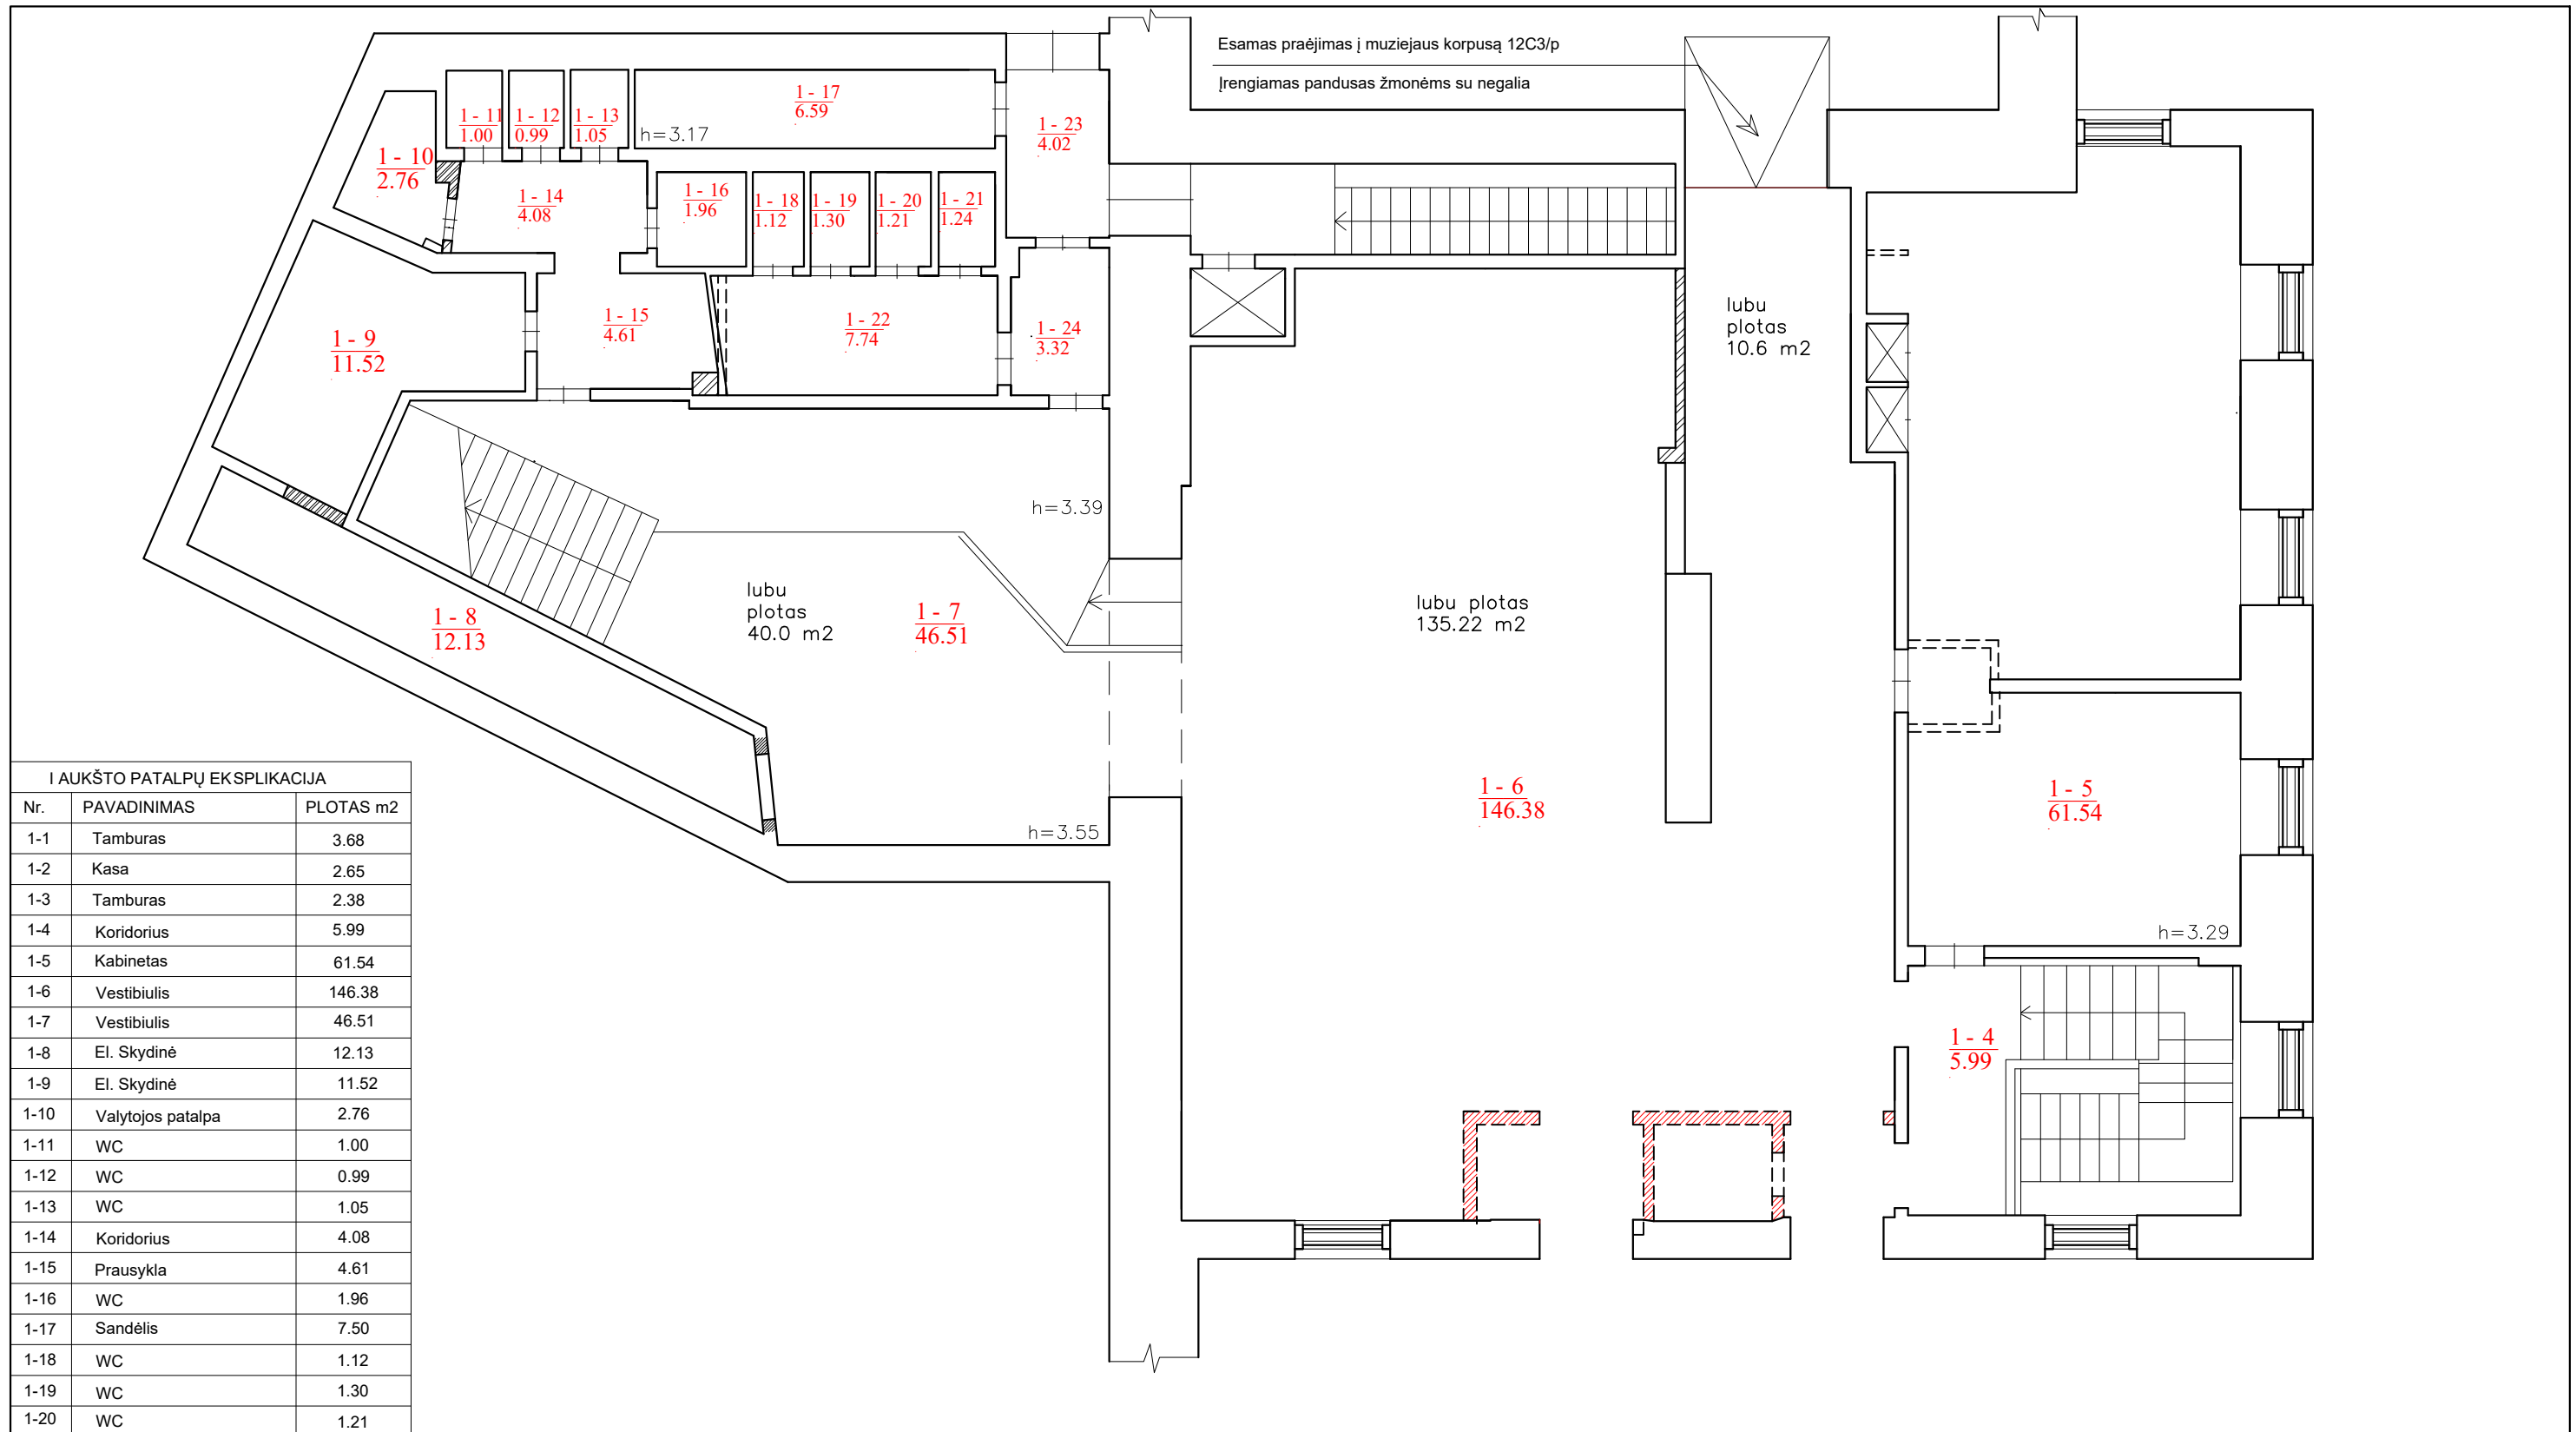 Esamas praėjimas į muziejaus korpusą 12C3/p
Įrengiamas pandusas žmonėms su negalia
1 - 17
6.59
1 - 11
1.00
1 - 12
0.99
1 - 13
1.05
h=3.17
1 - 23
4.02
1 - 10
2.76
1 - 14
4.08
1 - 16
1.96
1 - 18
1.12
1 - 19
1.30
1 - 20
1.21
1 - 21
1.24
1 - 9
11.52
1 - 15
4.61
1 - 22
7.74
1 - 24
3.32
lubu
plotas
10.6 m2
h=3.39
lubu
plotas
40.0 m2
1 - 7
46.51
1 - 8
12.13
lubu plotas
135.22 m2
1 - 6
146.38
1 - 5
61.54
h=3.55
h=3.29
1 - 4
5.99
I AUKŠTO PATALPŲ EKSPLIKACIJA
Nr. PAVADINIMAS PLOTAS m2
1-1 Tamburas 3.68
1-2 Kasa 2.65
1-3 Tamburas 2.38
1-4 Koridorius 5.99
1-5 Kabinetas 61.54
1-6 Vestibiulis 146.38
1-7 Vestibiulis 46.51
1-8 El. Skydinė 12.13
1-9 El. Skydinė 11.52
1-10 Valytojos patalpa 2.76
1-11 WC 1.00
1-12 WC 0.99
1-13 WC 1.05
1-14 Koridorius 4.08
1-15 Prausykla 4.61
1-16 WC 1.96
1-17 Sandėlis 7.50
1-18 WC 1.12
1-19 WC 1.30
1-20 WC 1.21